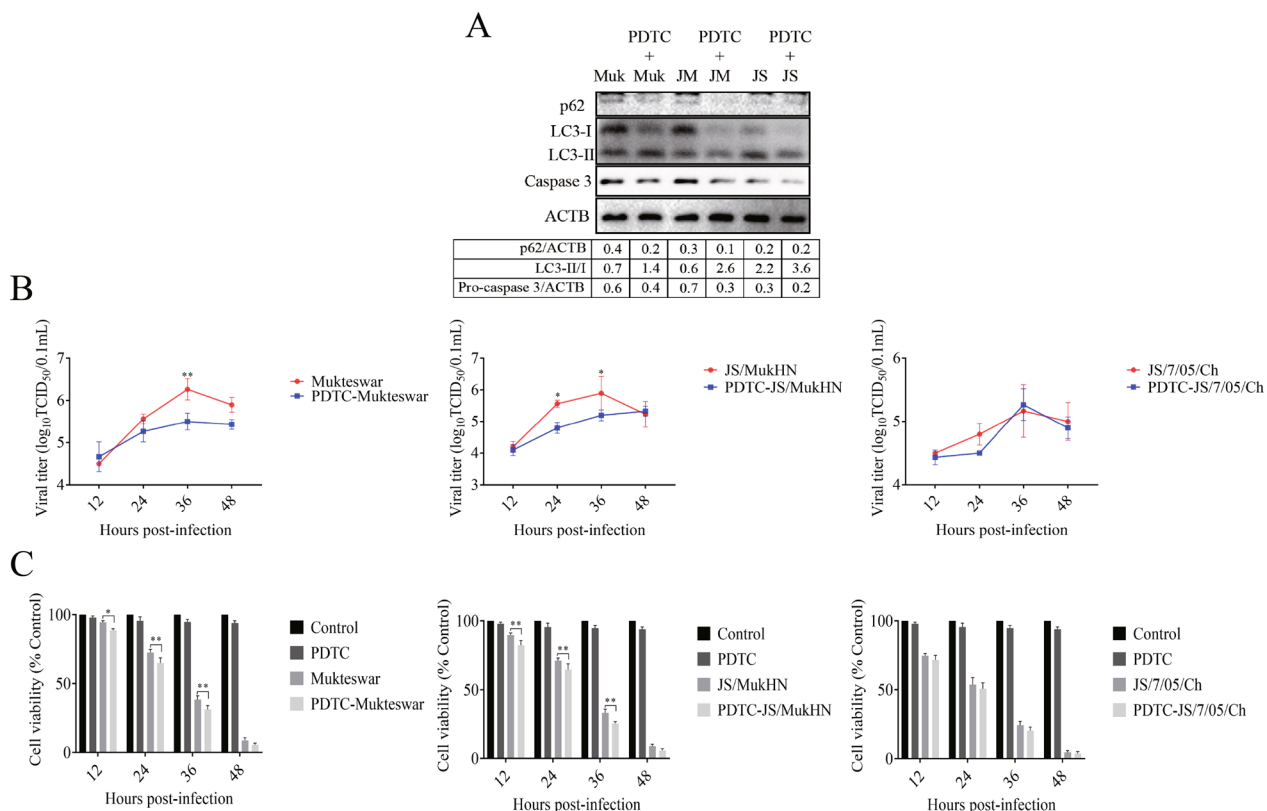 A
PDTC PDTC PDTC
+ + +
Muk Muk JM JM JS JS
p62
LC3-I
LC3-II
Caspase 3
ACTB
p62/ACTB 0.4 0.2 0.3 0.1 0.2 0.2
LC3-II/I 0.7 1.4 0.6 2.6 2.2 3.6
Pro-caspase 3/ACTB 0.6 0.4 0.7 0.3 0.3 0.2
B
Viral titer (log₁₀TCID₅₀/0.1mL)
7
6
5
4
**
12 24 36 48
Hours post-infection
Mukteswar
PDTC-Mukteswar
Viral titer (log₁₀TCID₅₀/0.1mL)
7
6
5
4
3
* *
12 24 36 48
Hours post-infection
JS/MukHN
PDTC-JS/MukHN
Viral titer (log₁₀TCID₅₀/0.1mL)
6
5
4
12 24 36 48
Hours post-infection
JS/7/05/Ch
PDTC-JS/7/05/Ch
C
Cell viability (% Control)
100
50
0
* ** **
12 24 36 48
Hours post-infection
Control
PDTC
Mukteswar
PDTC-Mukteswar
Cell viability (% Control)
100
50
0
** ** **
12 24 36 48
Hours post-infection
Control
PDTC
JS/MukHN
PDTC-JS/MukHN
Cell viability (% Control)
100
50
0
12 24 36 48
Hours post-infection
Control
PDTC
JS/7/05/Ch
PDTC-JS/7/05/Ch